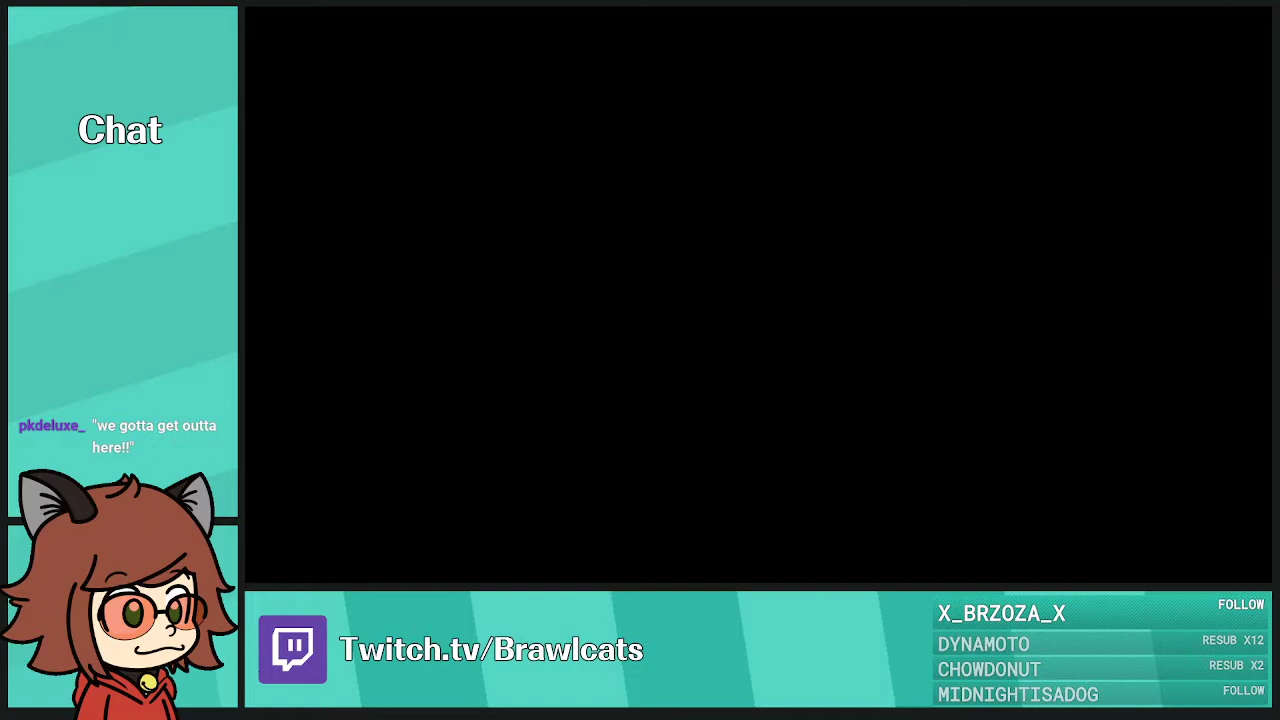 Chat
pkdeluxe_ "we gotta get outta
here!!"
Twitch.tv/Brawlcats
X_BRZOZA_X FOLLOW
DYNAMOTO RESUB X12
CHOWDONUT RESUB X2
MIDNIGHTISADOG FOLLOW